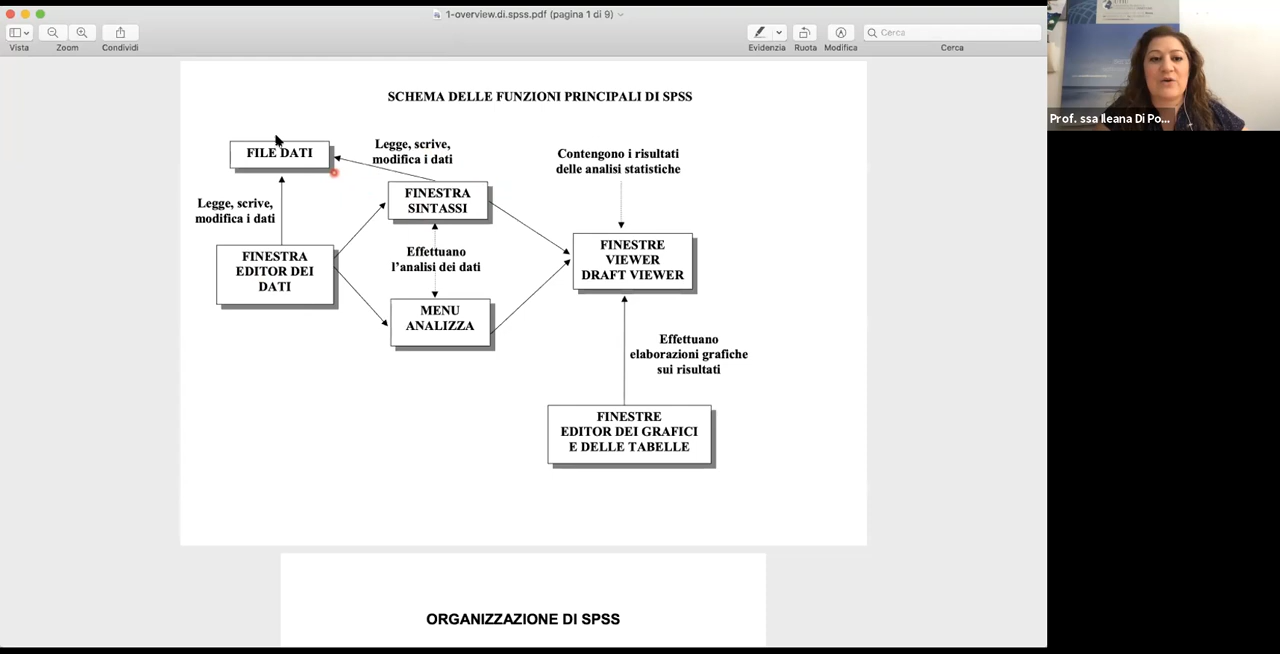 1-overview.di.spss.pdf (pagina 1 di 9)
Vista
Zoom
Condividi
Evidenzia
Ruota
Modifica
Cerca
Cerca
Prof. ssa Ileana Di Po...
SCHEMA DELLE FUNZIONI PRINCIPALI DI SPSS
FILE DATI
Legge, scrive,
modifica i dati
Contengono i risultati
delle analisi statistiche
Legge, scrive,
modifica i dati
FINESTRA
SINTASSI
FINESTRA
EDITOR DEI
DATI
Effettuano
l'analisi dei dati
FINESTRE
VIEWER
DRAFT VIEWER
MENU
ANALIZZA
Effettuano
elaborazioni grafiche
sui risultati
FINESTRE
EDITOR DEI GRAFICI
E DELLE TABELLE
ORGANIZZAZIONE DI SPSS